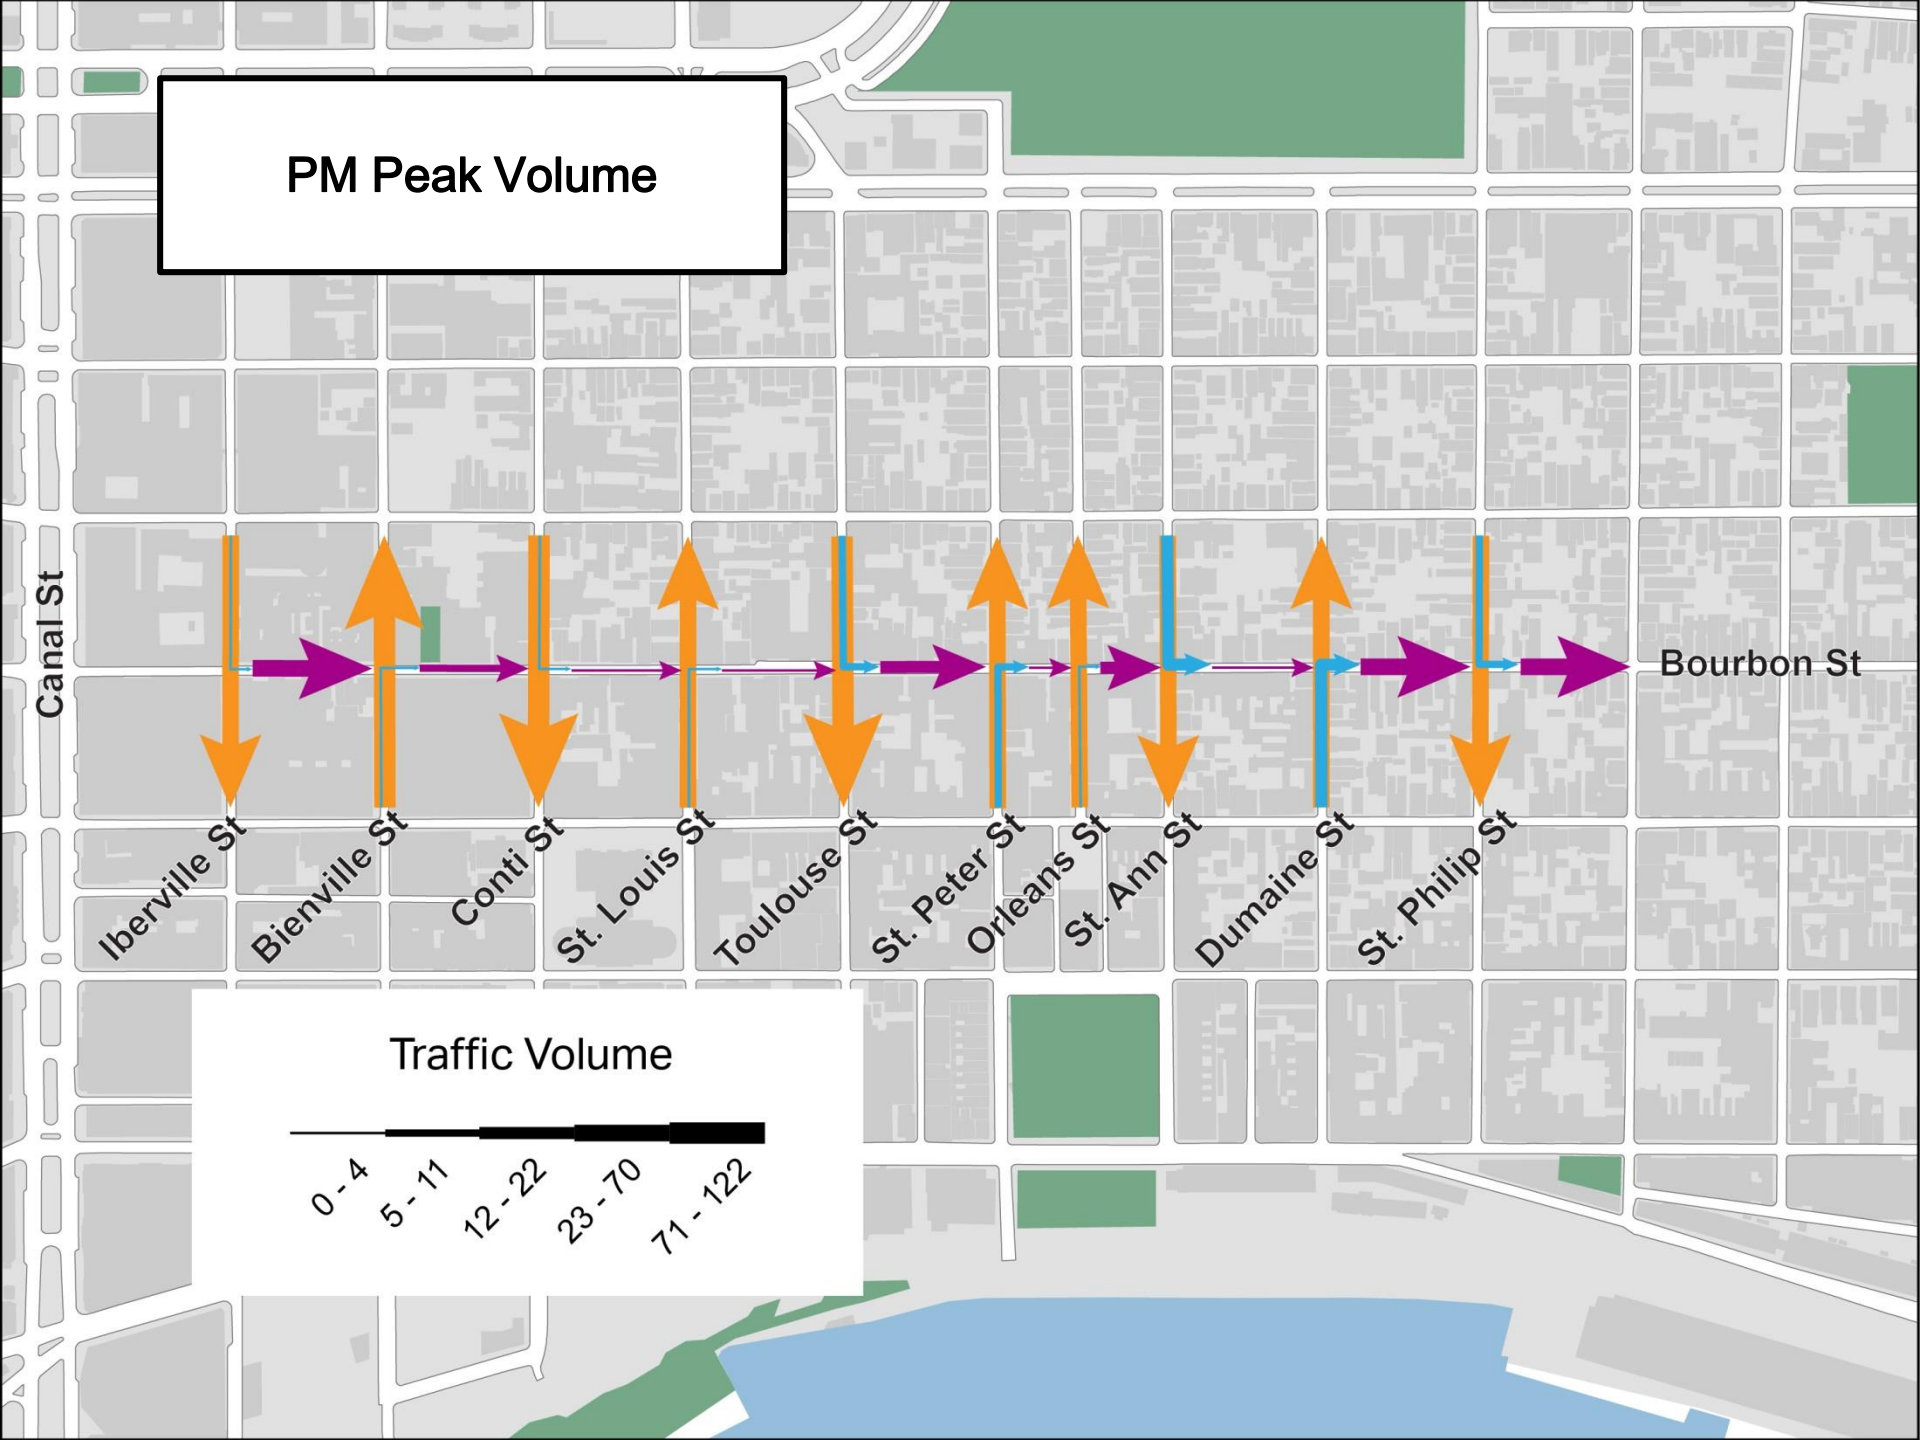 PM Peak Volume
Canal St
Bourbon St
Iberville St
Bienville St
Conti St
St. Louis St
Toulouse St
St. Peter St
Orleans St
St. Ann St
Dumaine St
St. Philip St
Traffic Volume
0 - 4
5 - 11
12 - 22
23 - 70
71 - 122